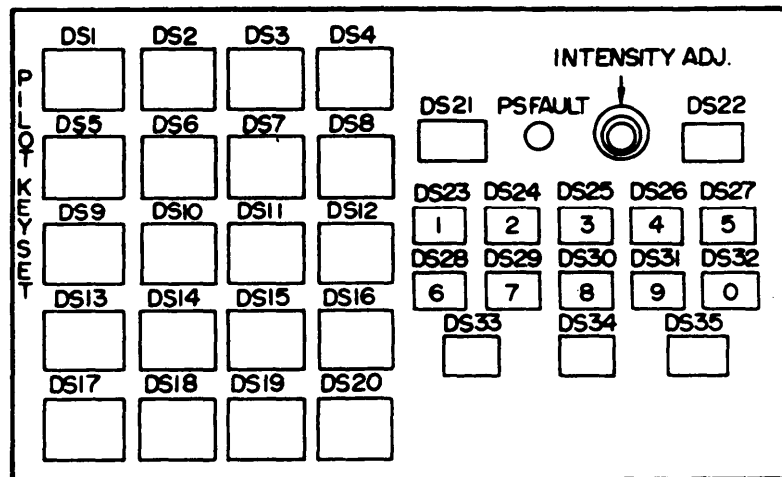 PILOT KEYSET
DS1 DS2 DS3 DS4
DS5 DS6 DS7 DS8
DS9 DS10 DS11 DS12
DS13 DS14 DS15 DS16
DS17 DS18 DS19 DS20
INTENSITY ADJ.
DS21 PS FAULT DS22
DS23 DS24 DS25 DS26 DS27
1 2 3 4 5
DS28 DS29 DS30 DS31 DS32
6 7 8 9 0
DS33 DS34 DS35